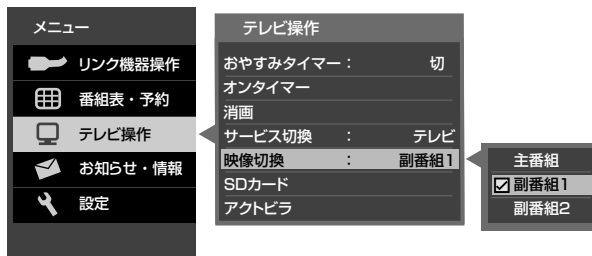 メニュー
リンク機器操作
番組表・予約
テレビ操作
お知らせ・情報
設定
テレビ操作
おやすみタイマー： 切
オンタイマー
消画
サービス切換 ： テレビ
映像切換 ： 副番組1
SDカード
アクトビラ
主番組
副番組1
副番組2